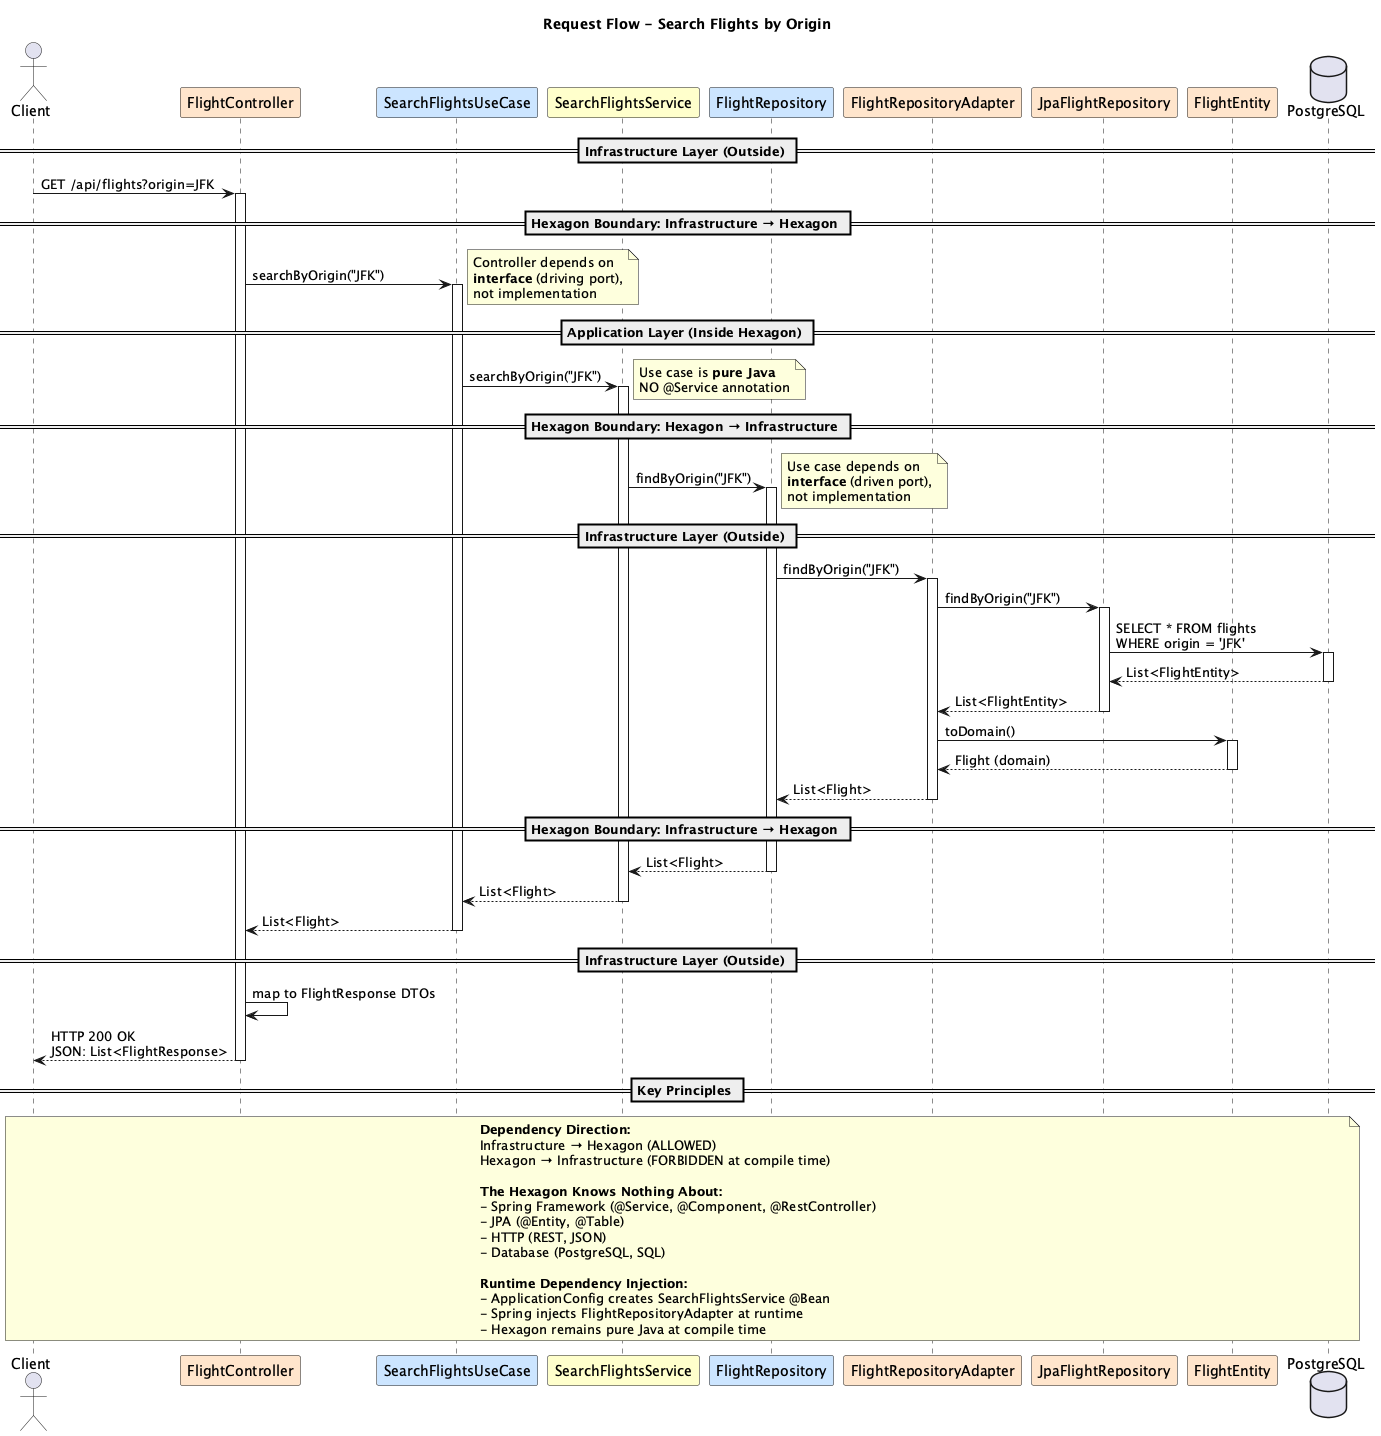 Request Flow – Search Flights by Origin
Client
FlightController
SearchFlightsUseCase
SearchFlightsService
FlightRepository
FlightRepositoryAdapter
JpaFlightRepository
FlightEntity
PostgreSQL
Infrastructure Layer (Outside)
GET /api/flights?origin=JFK
Hexagon Boundary: Infrastructure → Hexagon
searchByOrigin("JFK")
Controller depends on
interface (driving port),
not implementation
Application Layer (Inside Hexagon)
searchByOrigin("JFK")
Use case is pure Java
NO @Service annotation
Hexagon Boundary: Hexagon → Infrastructure
findByOrigin("JFK")
Use case depends on
interface (driven port),
not implementation
Infrastructure Layer (Outside)
findByOrigin("JFK")
findByOrigin("JFK")
SELECT * FROM flights
WHERE origin = 'JFK'
List<FlightEntity>
List<FlightEntity>
toDomain()
Flight (domain)
List<Flight>
Hexagon Boundary: Infrastructure → Hexagon
List<Flight>
List<Flight>
List<Flight>
Infrastructure Layer (Outside)
map to FlightResponse DTOs
HTTP 200 OK
JSON: List<FlightResponse>
Key Principles
Dependency Direction:
Infrastructure → Hexagon (ALLOWED)
Hexagon → Infrastructure (FORBIDDEN at compile time)
The Hexagon Knows Nothing About:
– Spring Framework (@Service, @Component, @RestController)
– JPA (@Entity, @Table)
– HTTP (REST, JSON)
– Database (PostgreSQL, SQL)
Runtime Dependency Injection:
– ApplicationConfig creates SearchFlightsService @Bean
– Spring injects FlightRepositoryAdapter at runtime
– Hexagon remains pure Java at compile time
Client
FlightController
SearchFlightsUseCase
SearchFlightsService
FlightRepository
FlightRepositoryAdapter
JpaFlightRepository
FlightEntity
PostgreSQL